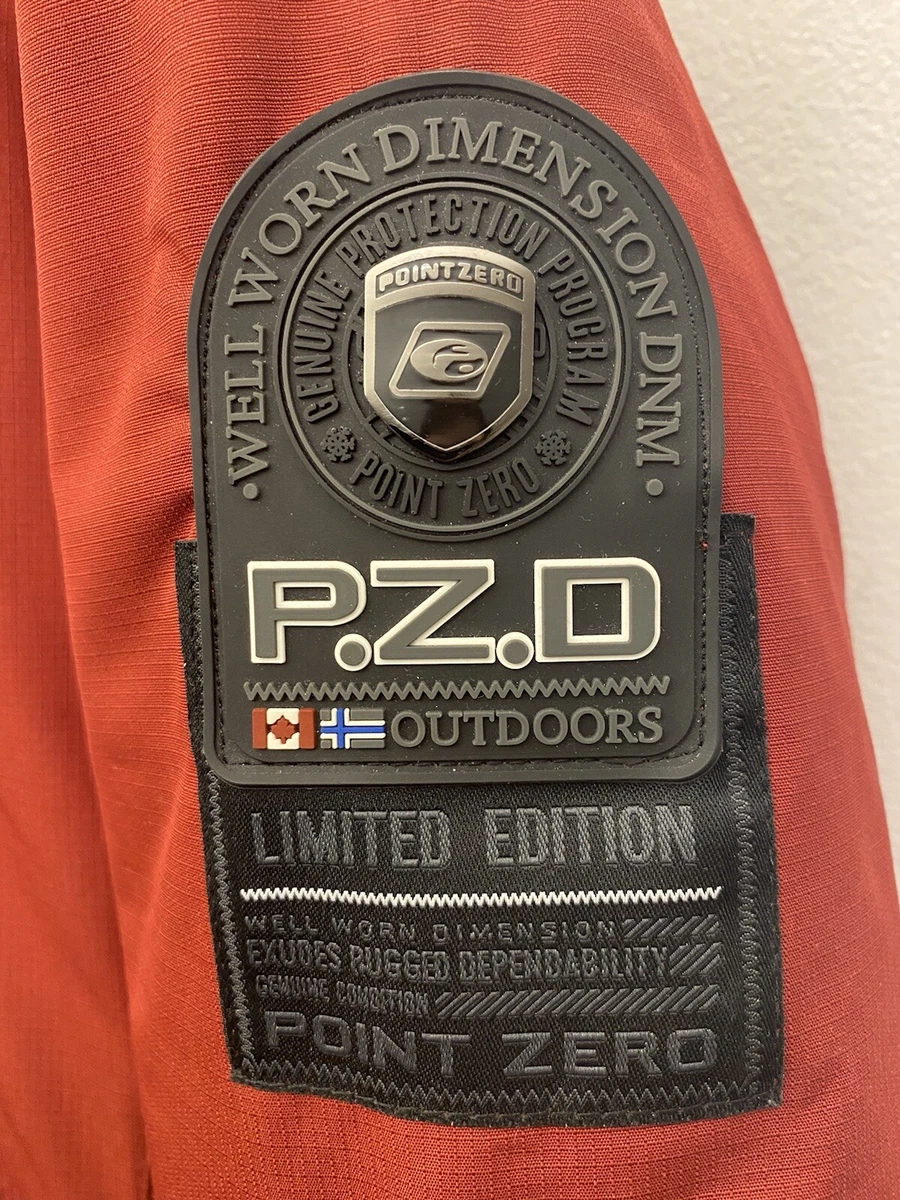 ·WELL WORN DIMENSION DNM·
GENUINE PROTECTION PROGRAM
POINTZERO
POINT ZERO
P.Z.D
OUTDOORS
LIMITED EDITION
WELL WORN DIMENSION
EXUDES RUGGED DEPENDABILITY
GENUINE CONDITION
POINT ZERO